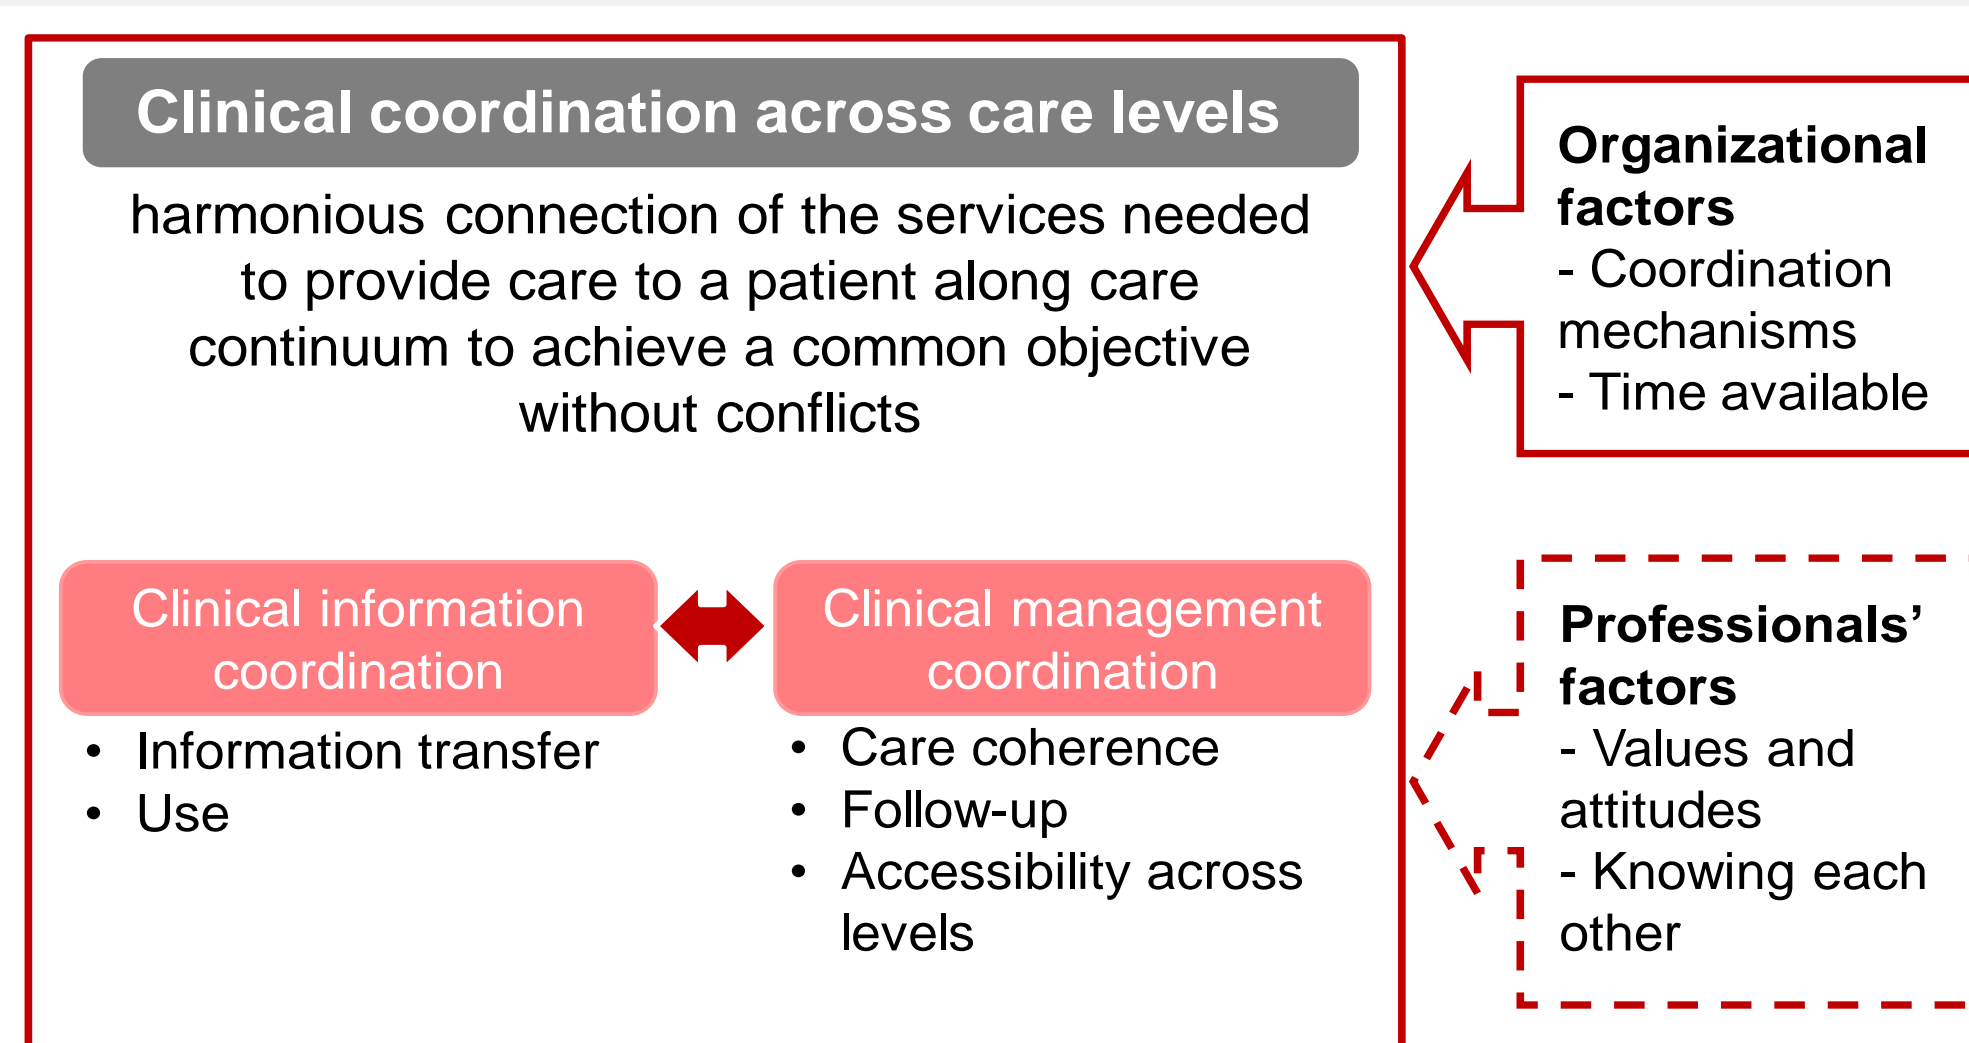 Clinical coordination across care levels
harmonious connection of the services needed
to provide care to a patient along care
continuum to achieve a common objective
without conflicts
Clinical information
coordination
• Information transfer
• Use
Clinical management
coordination
• Care coherence
• Follow-up
• Accessibility across
levels
Organizational
factors
- Coordination
mechanisms
- Time available
Professionals’
factors
- Values and
attitudes
- Knowing each
other